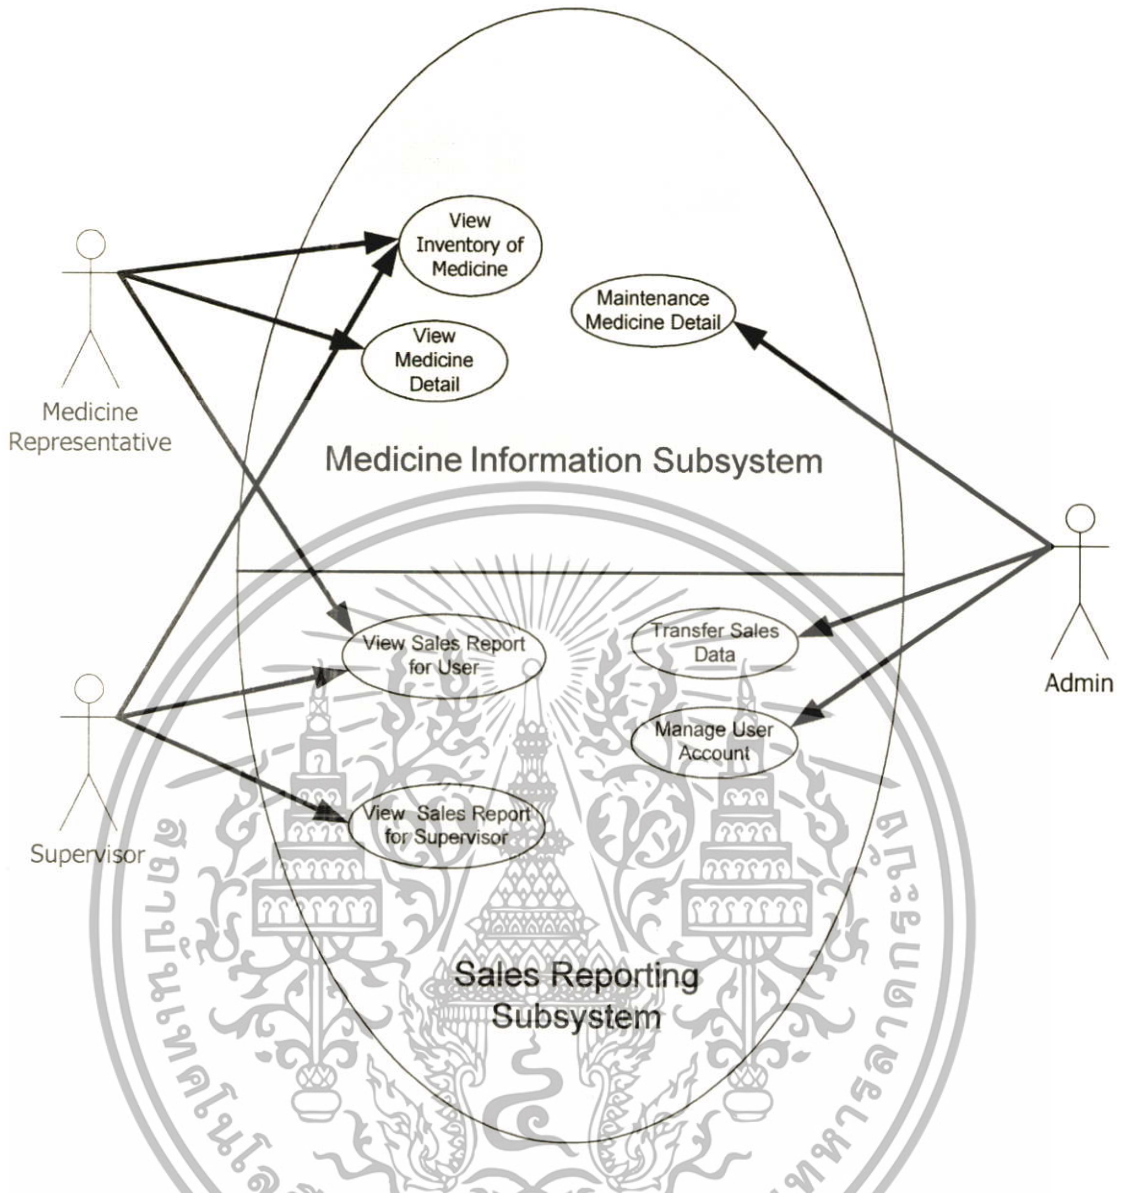 View
Inventory of
Medicine
Maintenance
Medicine Detail
View
Medicine
Detail
Medicine
Representative
Medicine Information Subsystem
View Sales Report
for User
Transfer Sales
Data
Admin
Manage User
Account
View Sales Report
for Supervisor
Supervisor
Sales Reporting
Subsystem